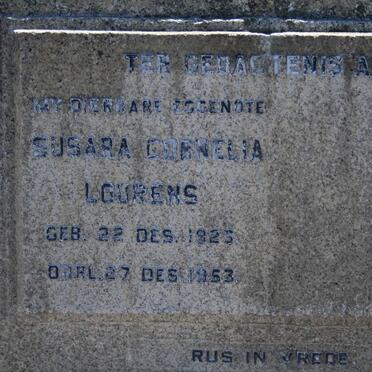 TER GEDAGTENIS A
MY DIERBARE EGGENOTE
SUSARA CORNELIA
LOURENS
GEB. 22 DES. 1925.
OORL. 27 DES. 1953.
RUS IN VREDE.